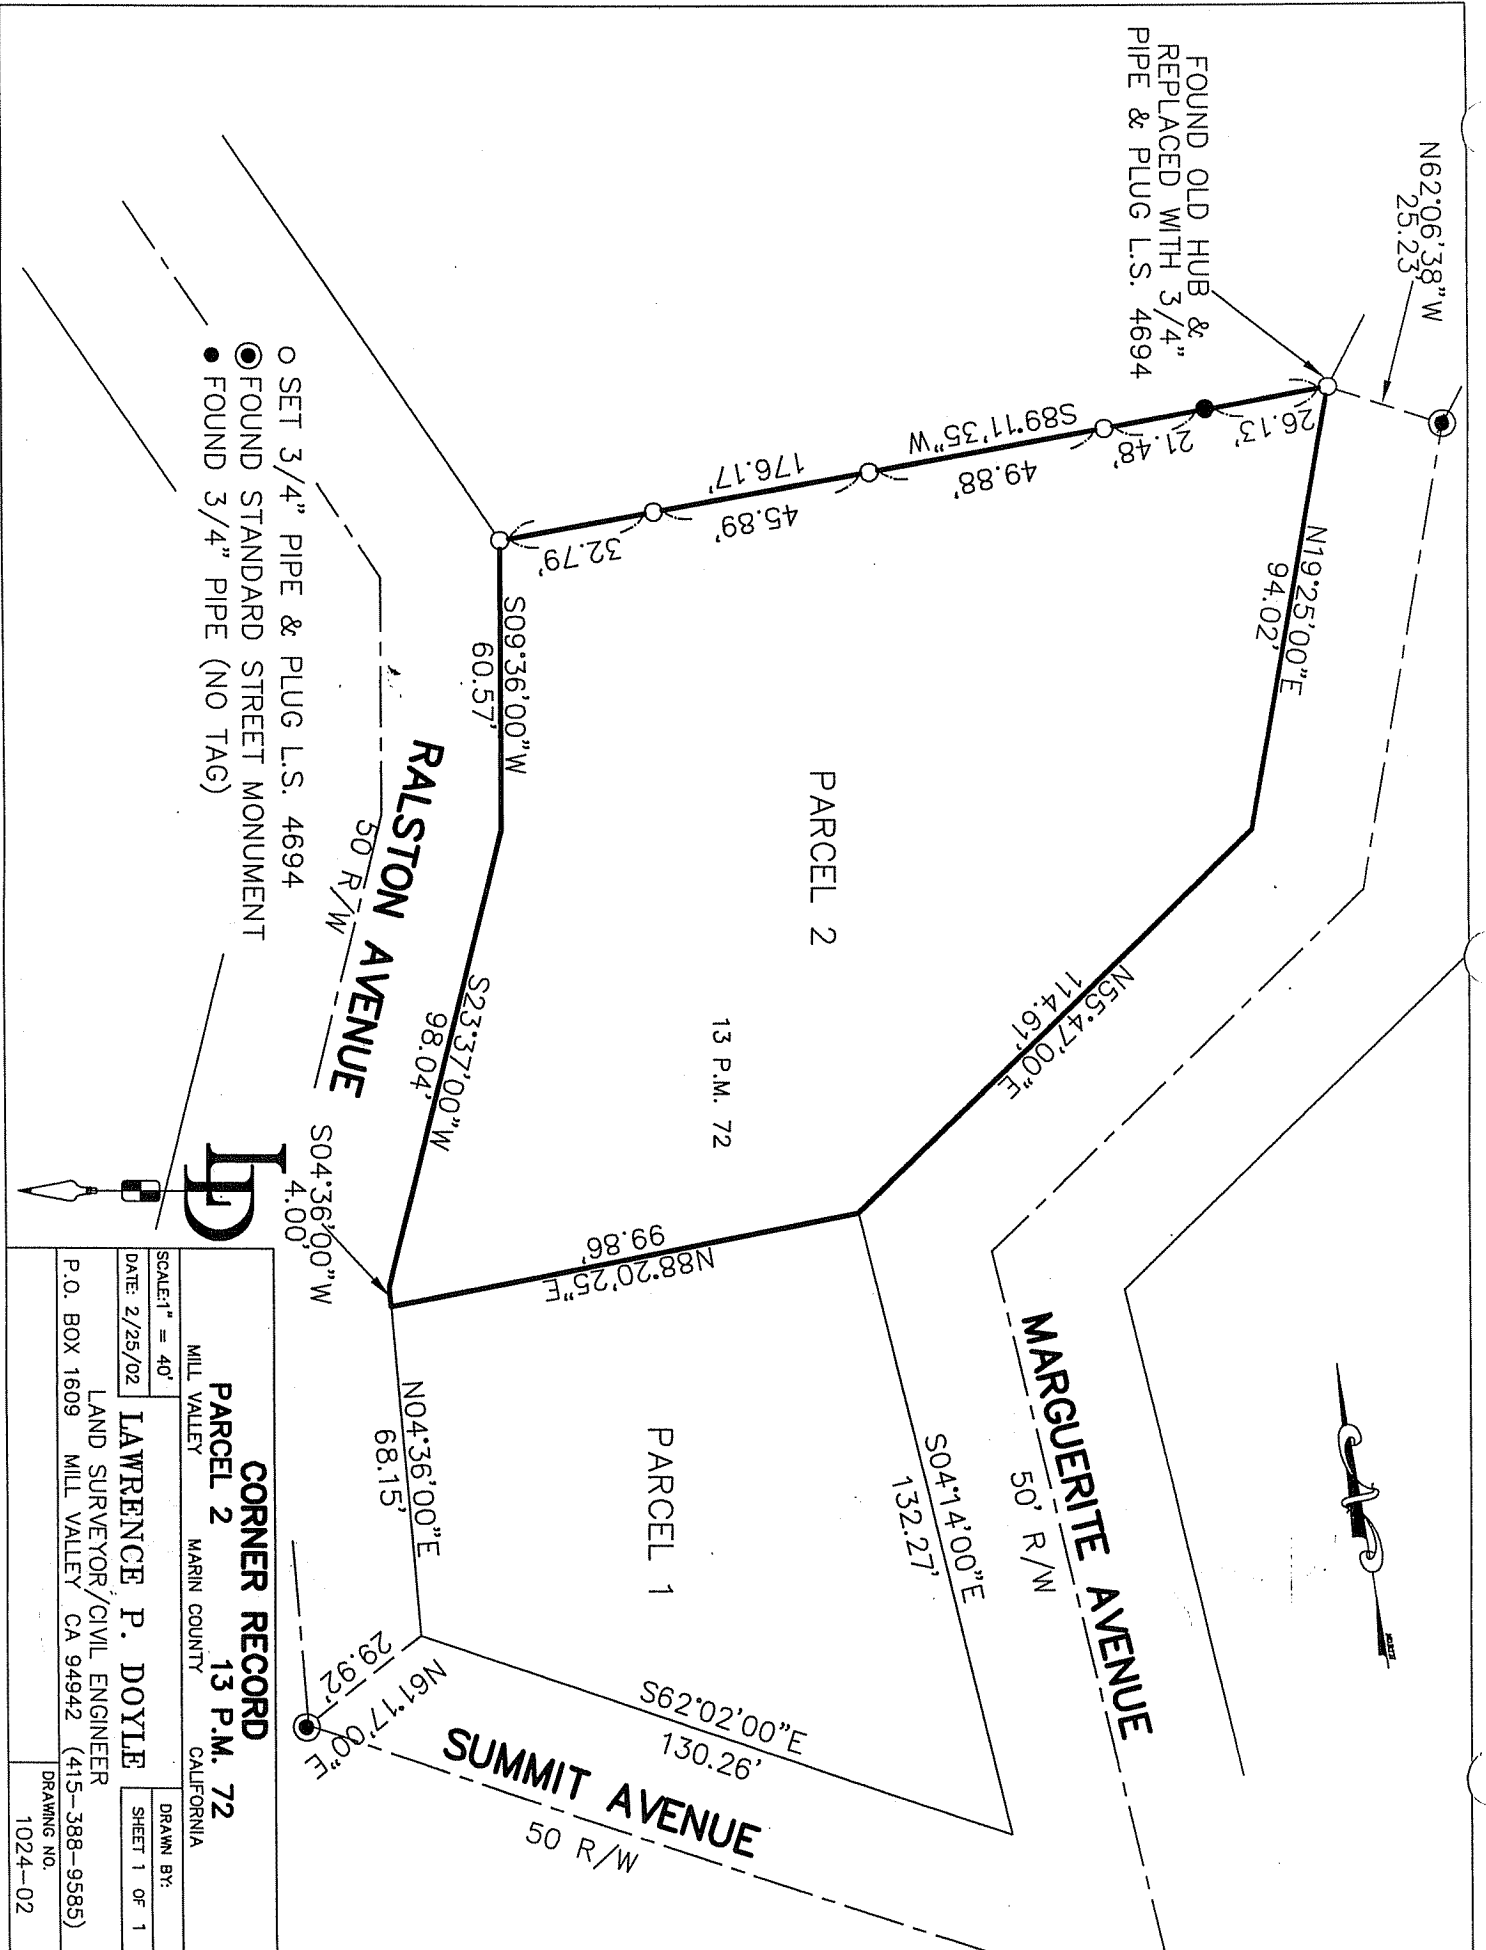 N62°06'38"W
25.23'
FOUND OLD HUB &
REPLACED WITH 3/4"
PIPE & PLUG L.S. 4694
26.13'
21.48'
S89°11'35"W
49.88'
176.17'
45.89'
32.79'
N19°25'00"E
94.02'
PARCEL 2
13 P.M. 72
N55°47'00"E
114.61'
S09°36'00"W
60.57'
S23°37'00"W
98.04'
RALSTON AVENUE
50 R/W
S04°36'00"W
4.00'
N88°20'25"E
99.86'
MARGUERITE AVENUE
50' R/W
S04°14'00"E
132.27'
PARCEL 1
N04°36'00"E
68.15'
S62°02'00"E
130.26'
SUMMIT AVENUE
50 R/W
N61°17'00"E
29.92'
NORTH
○ SET 3/4" PIPE & PLUG L.S. 4694
◉ FOUND STANDARD STREET MONUMENT
● FOUND 3/4" PIPE (NO TAG)
LD
CORNER RECORD
PARCEL 2 13 P.M. 72
MILL VALLEY MARIN COUNTY CALIFORNIA
SCALE:1" = 40'
DATE: 2/25/02
LAWRENCE P. DOYLE
LAND SURVEYOR/CIVIL ENGINEER
P.O. BOX 1609 MILL VALLEY CA 94942 (415-388-9585)
DRAWN BY:
SHEET 1 OF 1
DRAWING NO.
1024-02